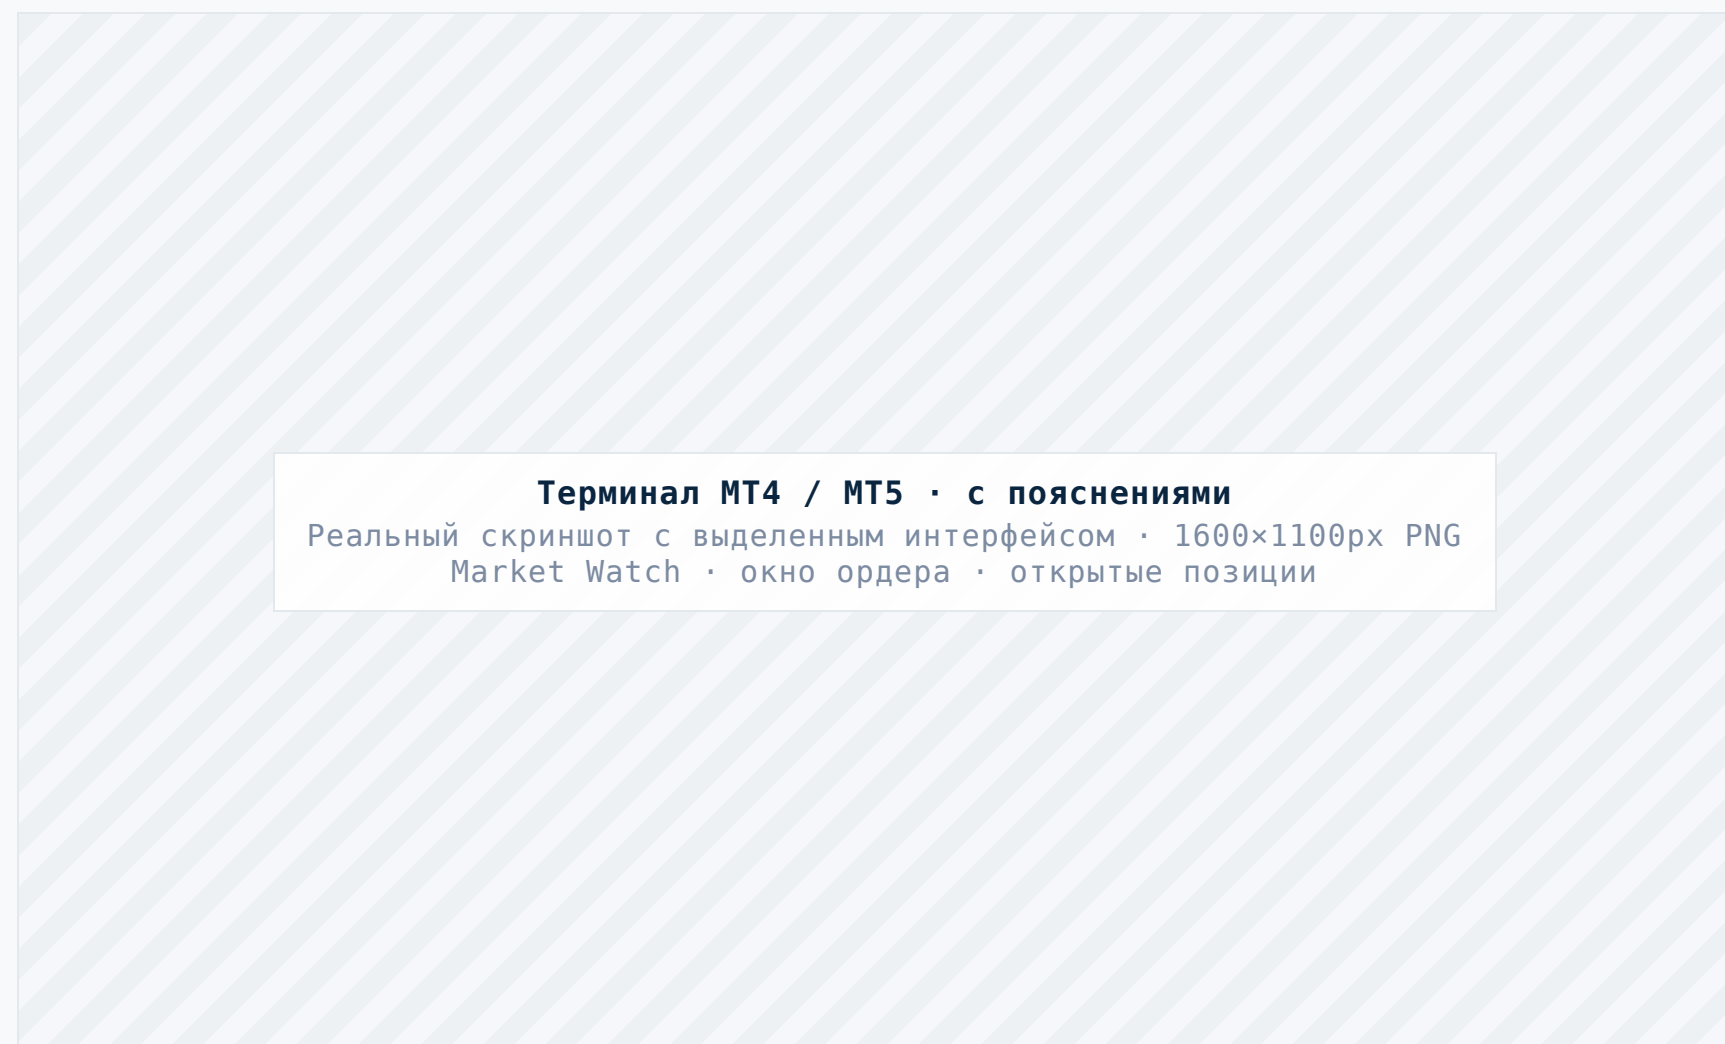 Терминал MT4 / MT5 · с пояснениями
Реальный скриншот с выделенным интерфейсом · 1600×1100px PNG
Market Watch · окно ордера · открытые позиции